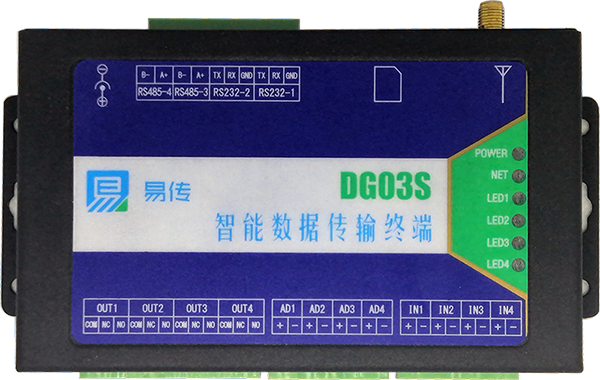 B- A+ B- A+ TX RX GND TX RX GND
RS485-4 RS485-3 RS232-2 RS232-1
POWER
NET
LED1
LED2
LED3
LED4
易传
DG03S
智能数据传输终端
OUT1 OUT2 OUT3 OUT4
COM NC NO COM NC NO COM NC NO COM NC NO
AD1 AD2 AD3 AD4
+ - + - + - + -
IN1 IN2 IN3 IN4
+ - + - + - + -